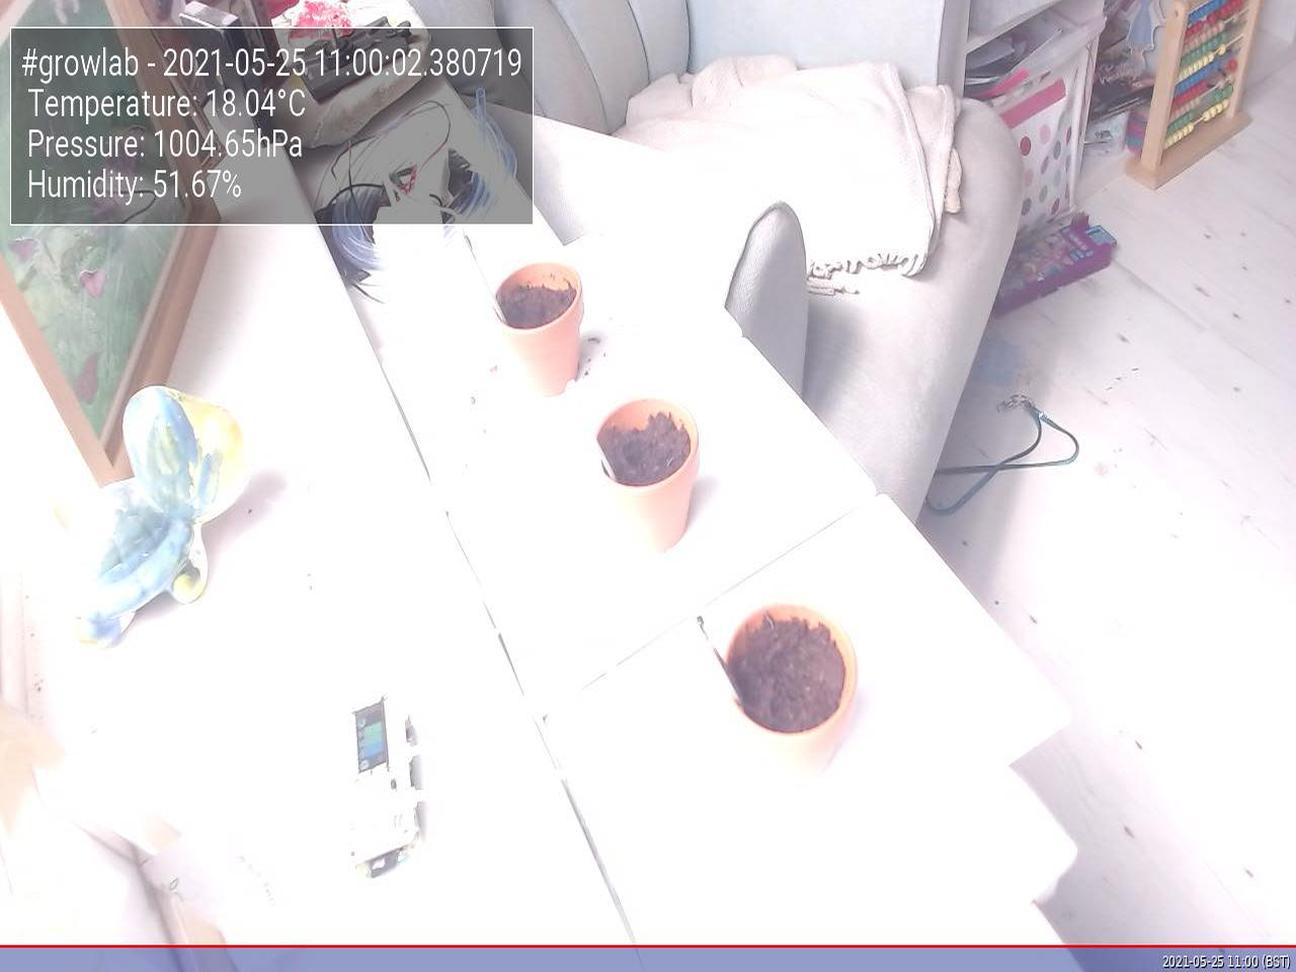 #growlab - 2021-05-25 11:00:02.380719
Temperature: 18.04°C
Pressure: 1004.65hPa
Humidity: 51.67%
2021-05-25 11:00 (BST)